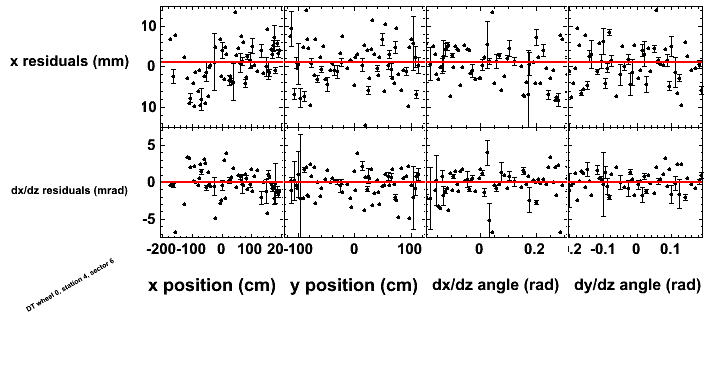 10
x residuals (mm)
0
10
5
dx/dz residuals (mrad)
0
-5
-200-100 0 100 20-100 0 100 0 0.2 .2 -0.1 0 0.1
x position (cm) y position (cm) dx/dz angle (rad) dy/dz angle (rad)
DT wheel 0, station 4, sector 6